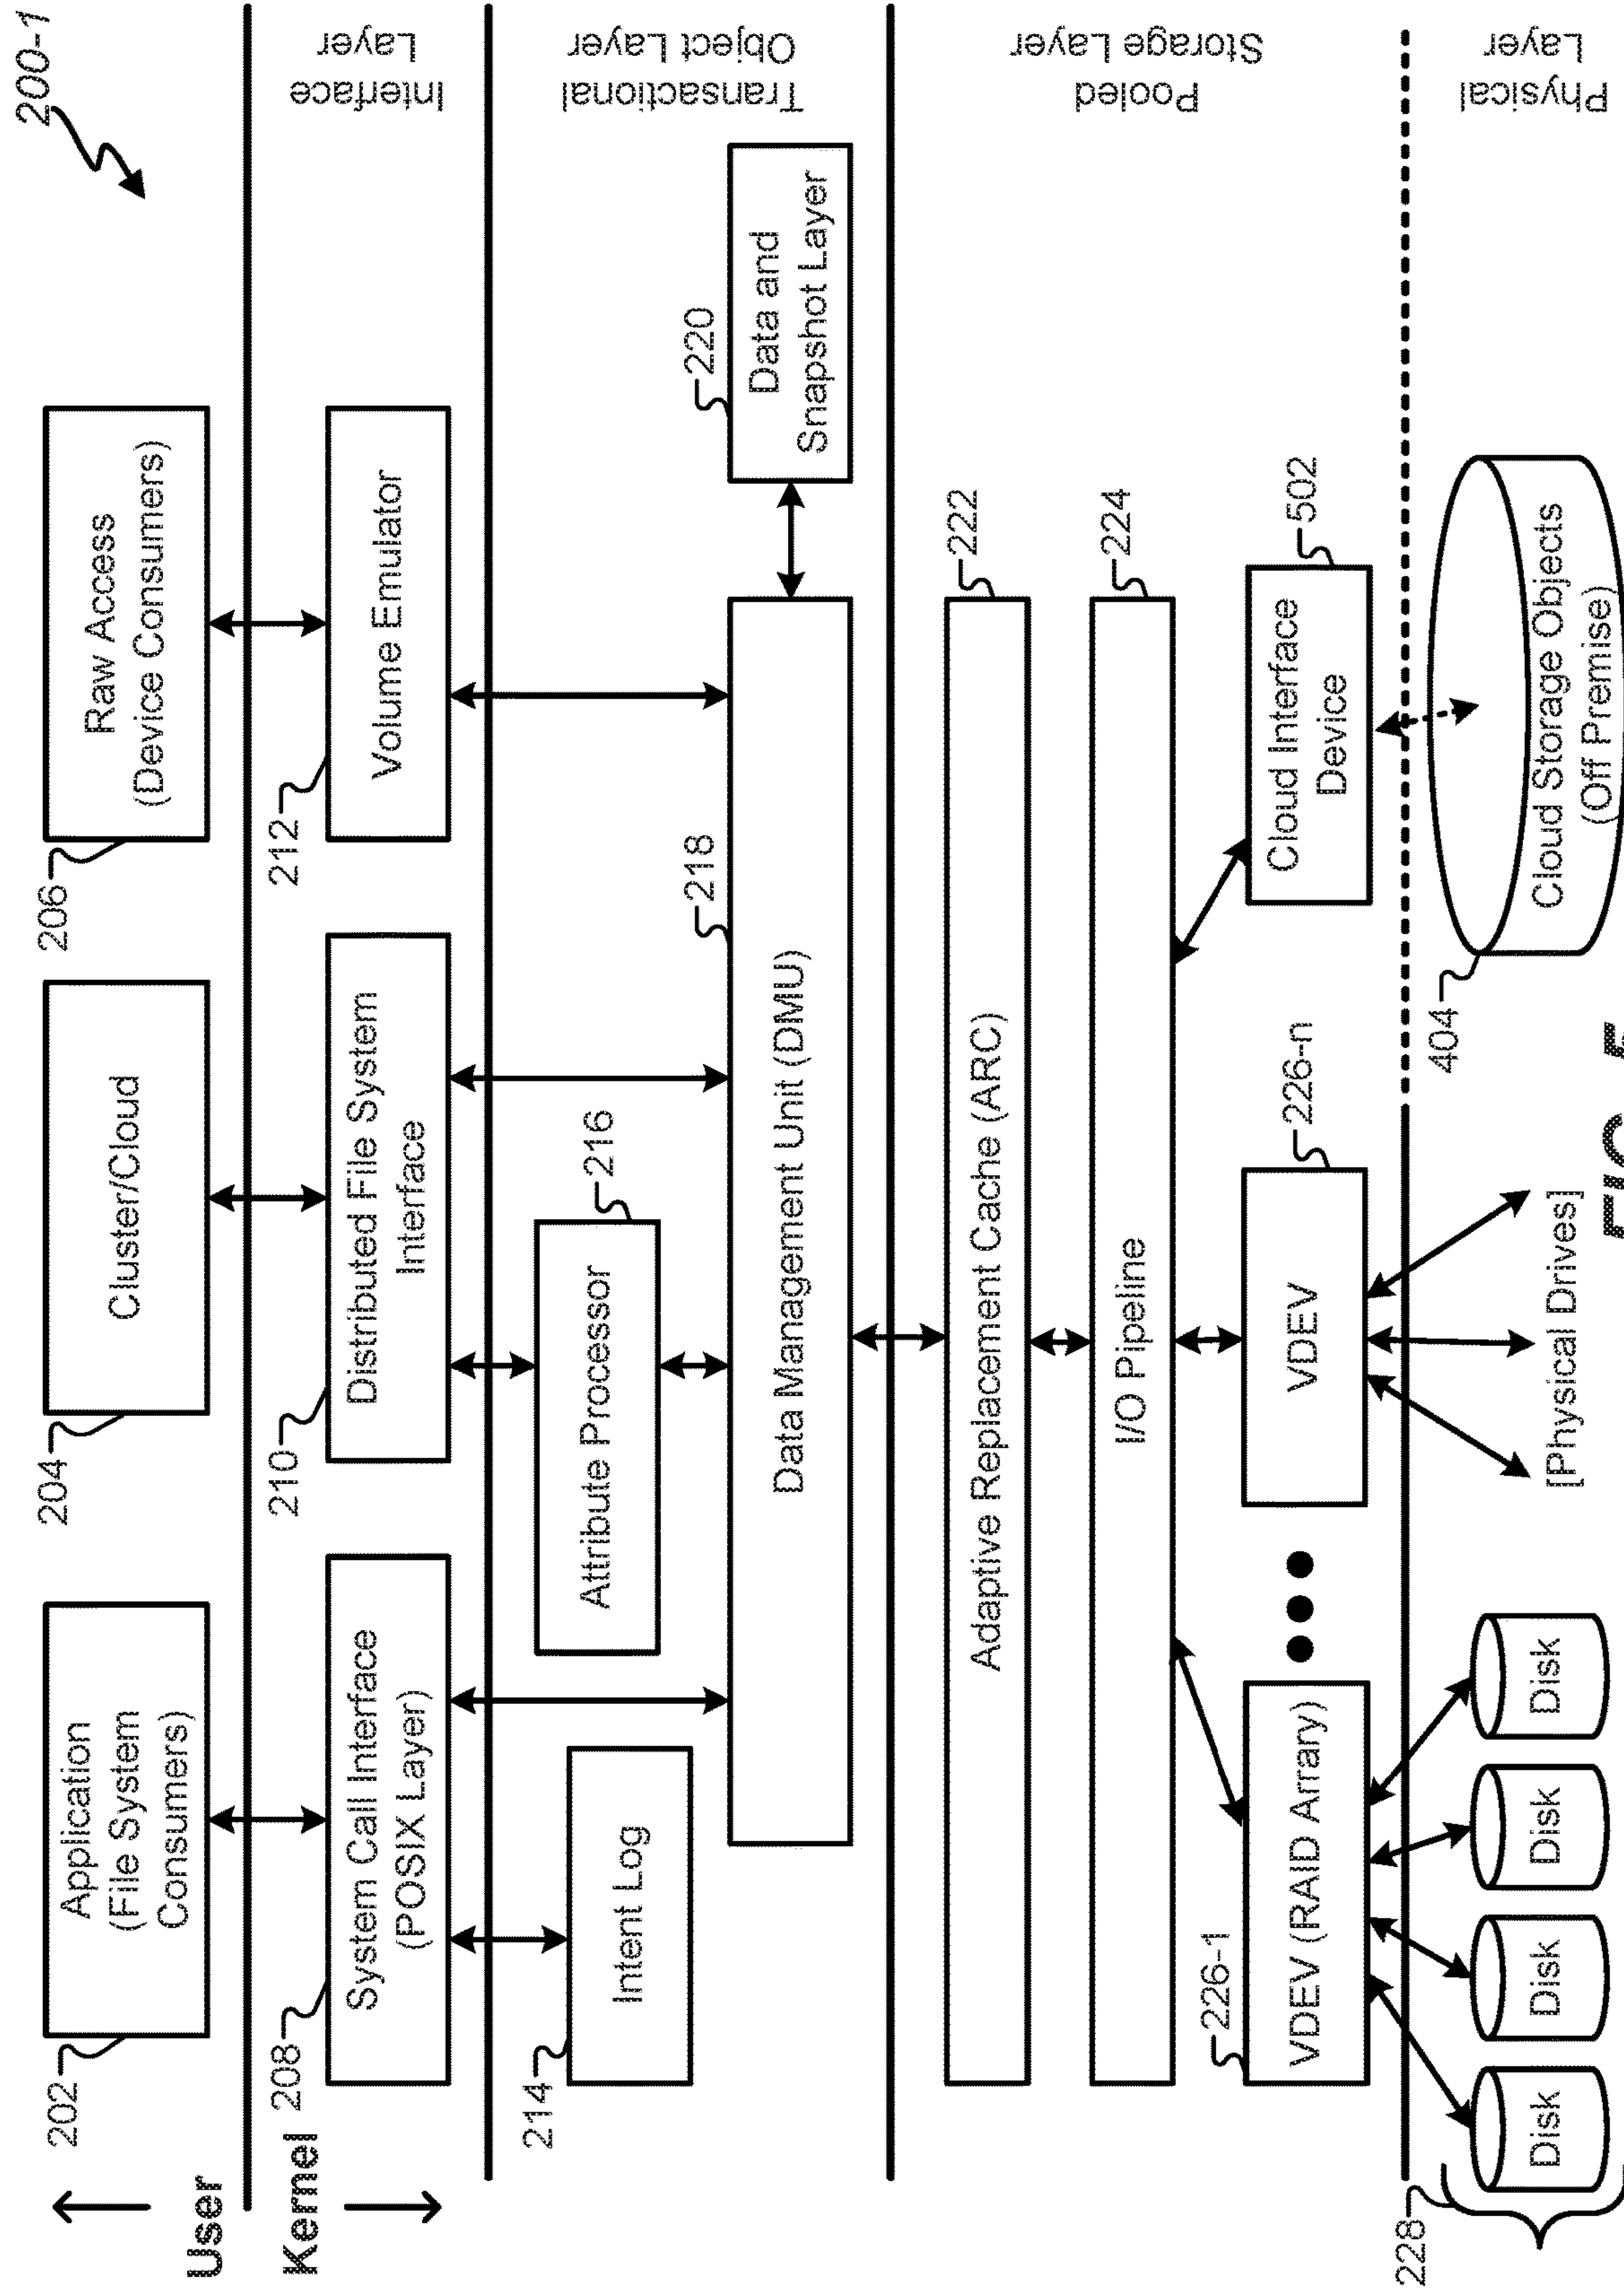 200-1
202
Application
(File System
Consumers)
204
Cluster/Cloud
206
Raw Access
(Device Consumers)
User
Kernel
208
System Call Interface
(POSIX Layer)
210
Distributed File System
Interface
212
Volume Emulator
Interface
Layer
214
Intent Log
Attribute Processor
216
218
Data Management Unit (DMU)
220
Data and
Snapshot Layer
Transactional
Object Layer
Adaptive Replacement Cache (ARC)
222
I/O Pipeline
224
226-1
VDEV (RAID Array)
VDEV
226-n
Cloud Interface
Device
502
Pooled
Storage Layer
228
Disk
Disk
Disk
Disk
[Physical Drives]
404
Cloud Storage Objects
(Off Premise)
Physical
Layer